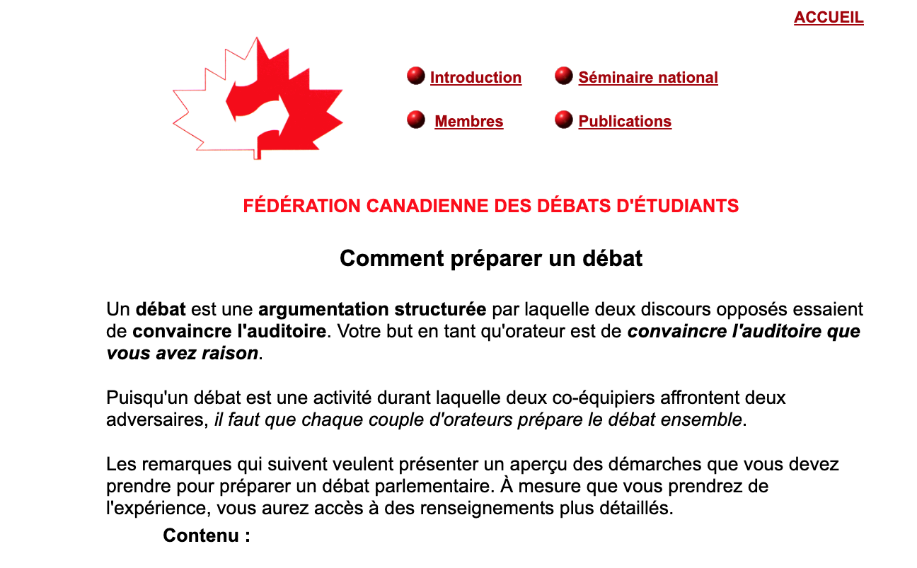 ACCUEIL
Introduction
Séminaire national
Membres
Publications
FÉDÉRATION CANADIENNE DES DÉBATS D'ÉTUDIANTS
Comment préparer un débat
Un débat est une argumentation structurée par laquelle deux discours opposés essaient
de convaincre l'auditoire. Votre but en tant qu'orateur est de convaincre l'auditoire que
vous avez raison.
Puisqu'un débat est une activité durant laquelle deux co-équipiers affrontent deux
adversaires, il faut que chaque couple d'orateurs prépare le débat ensemble.
Les remarques qui suivent veulent présenter un aperçu des démarches que vous devez
prendre pour préparer un débat parlementaire. À mesure que vous prendrez de
l'expérience, vous aurez accès à des renseignements plus détaillés.
Contenu :